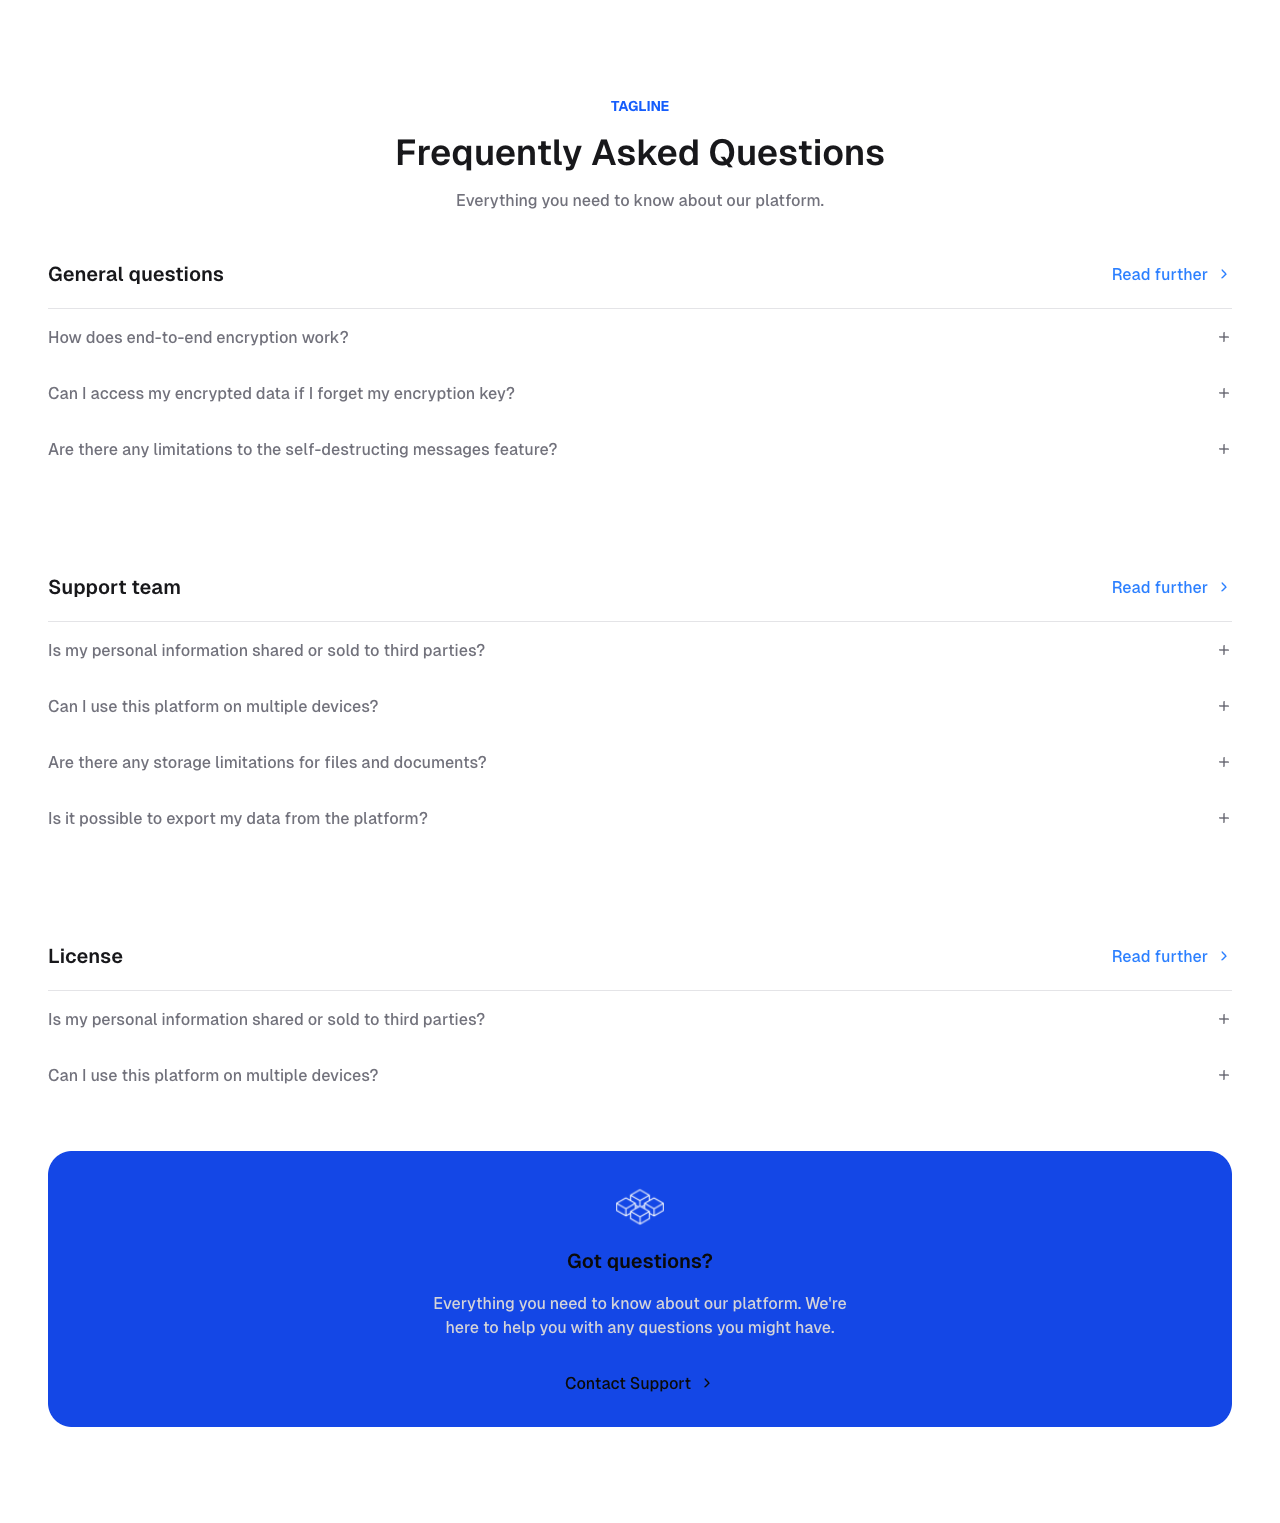 TAGLINE
Frequently Asked Questions
Everything you need to know about our platform.
General questions
Read further
How does end-to-end encryption work?
Can I access my encrypted data if I forget my encryption key?
Are there any limitations to the self-destructing messages feature?
Support team
Read further
Is my personal information shared or sold to third parties?
Can I use this platform on multiple devices?
Are there any storage limitations for files and documents?
Is it possible to export my data from the platform?
License
Read further
Is my personal information shared or sold to third parties?
Can I use this platform on multiple devices?
Got questions?
Everything you need to know about our platform. We're
here to help you with any questions you might have.
Contact Support